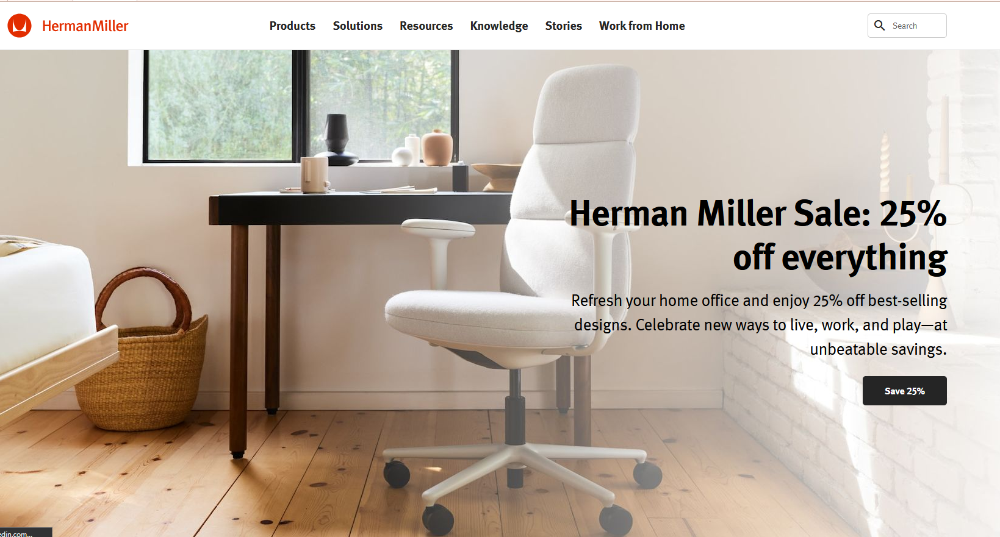 HermanMiller
Products Solutions Resources Knowledge Stories Work from Home
Search
Herman Miller Sale: 25%
off everything
Refresh your home office and enjoy 25% off best-selling
designs. Celebrate new ways to live, work, and play—at
unbeatable savings.
Save 25%
edin.com...